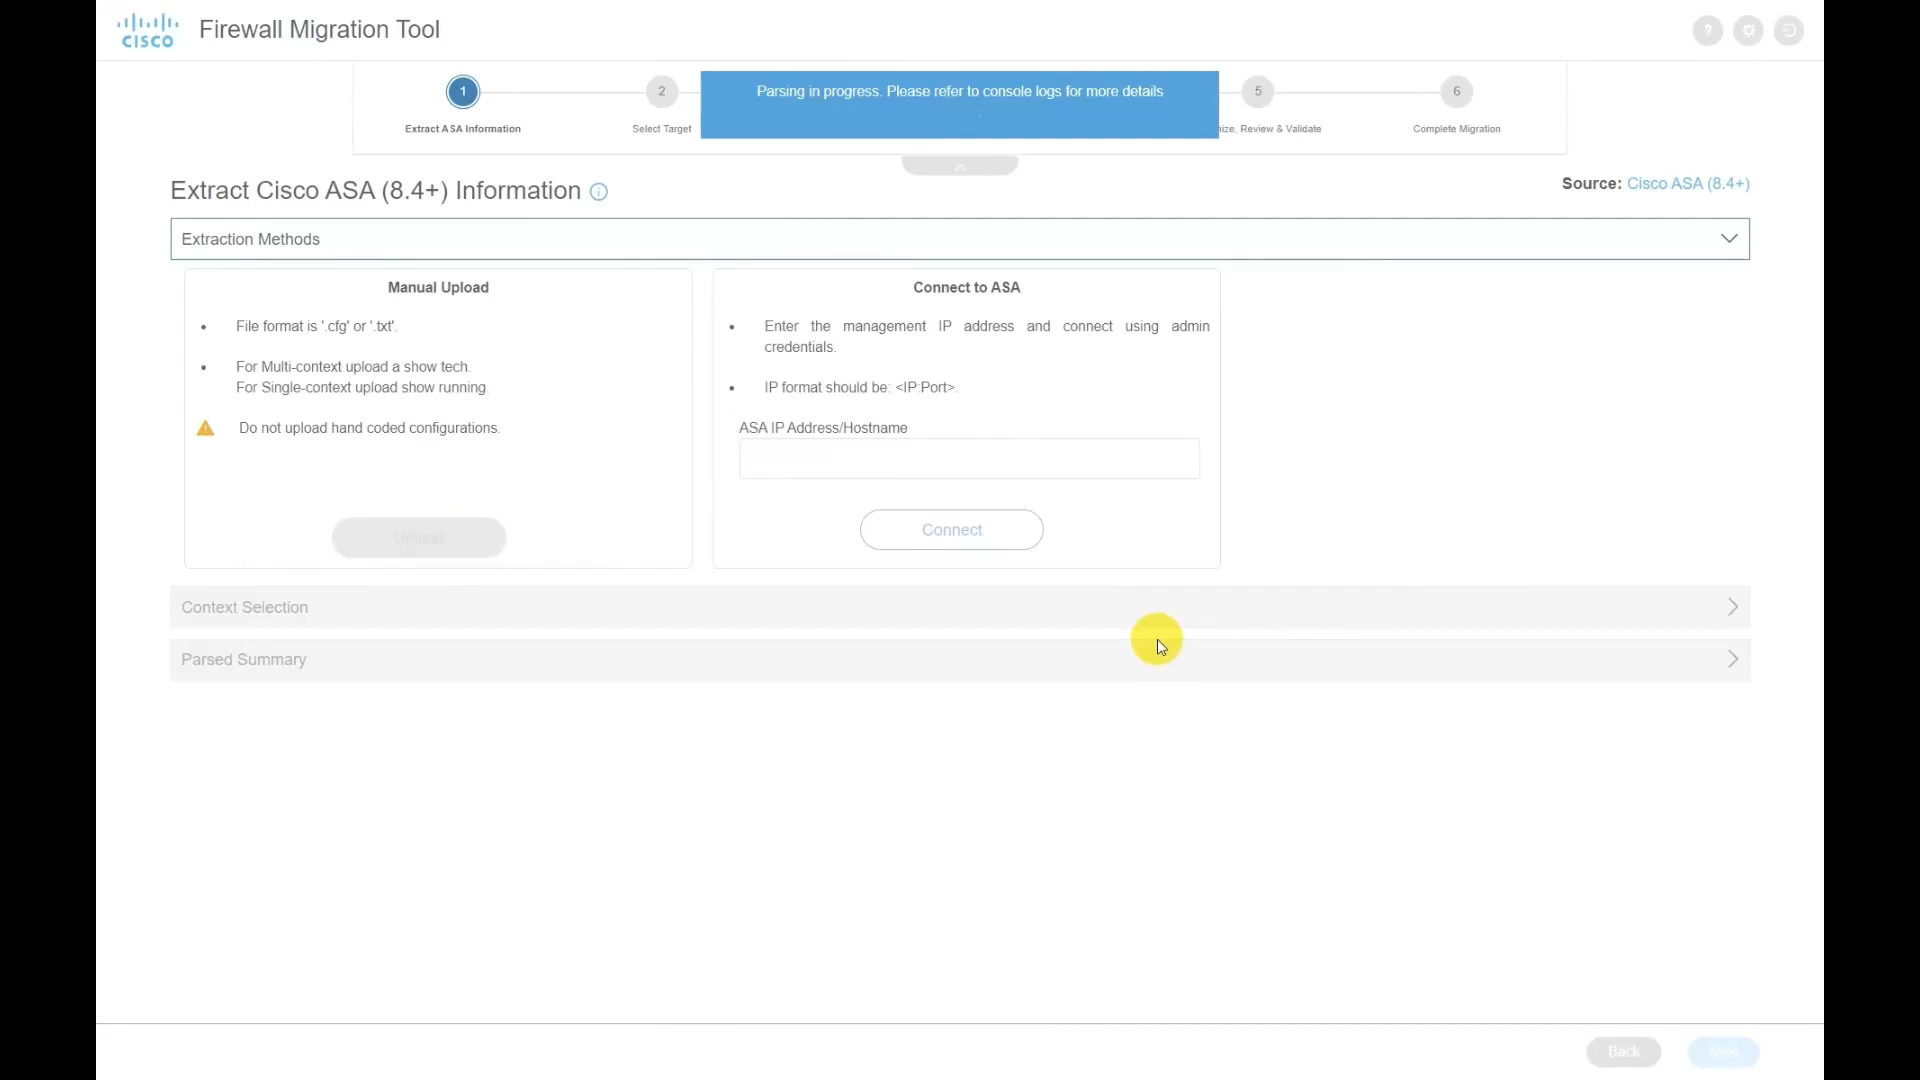 CISCO
Firewall Migration Tool
?
1
2
Parsing in progress. Please refer to console logs for more details
5
6
Extract ASA Information
Select Target
ize, Review & Validate
Complete Migration
Extract Cisco ASA (8.4+) Information
Source: Cisco ASA (8.4+)
Extraction Methods
Manual Upload
• File format is '.cfg' or '.txt'.
• For Multi-context upload a show tech.
For Single-context upload show running.
Do not upload hand coded configurations.
Upload
Connect to ASA
• Enter the management IP address and connect using admin
credentials.
• IP format should be: <IP:Port>.
ASA IP Address/Hostname
Connect
Context Selection
Parsed Summary
Back
Next